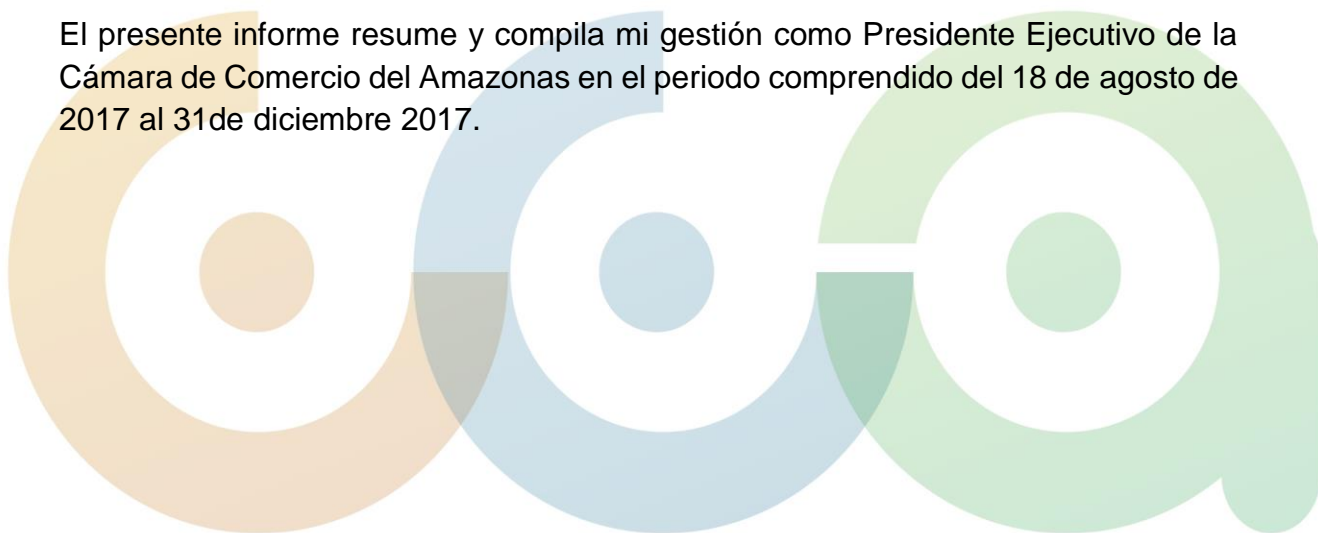 El presente informe resume y compila mi gestión como Presidente Ejecutivo de la
Cámara de Comercio del Amazonas en el periodo comprendido del 18 de agosto de
2017 al 31de diciembre 2017.
cca